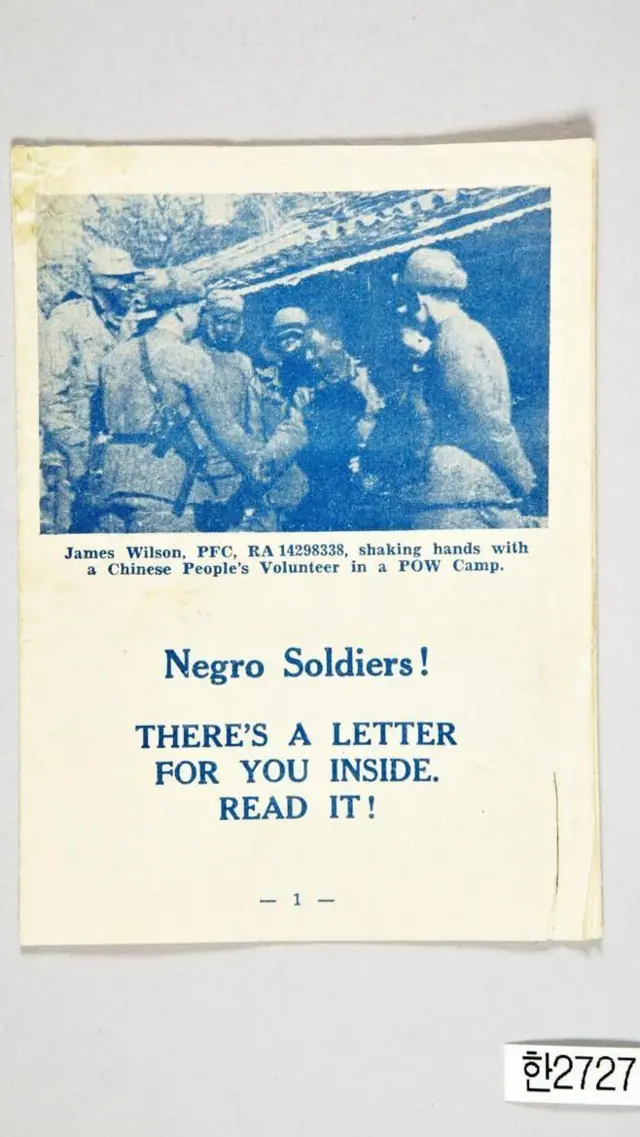 James Wilson, PFC, RA 14298338, shaking hands with
a Chinese People's Volunteer in a POW Camp.
Negro Soldiers!
THERE'S A LETTER
FOR YOU INSIDE.
READ IT!
— 1 —
한2727